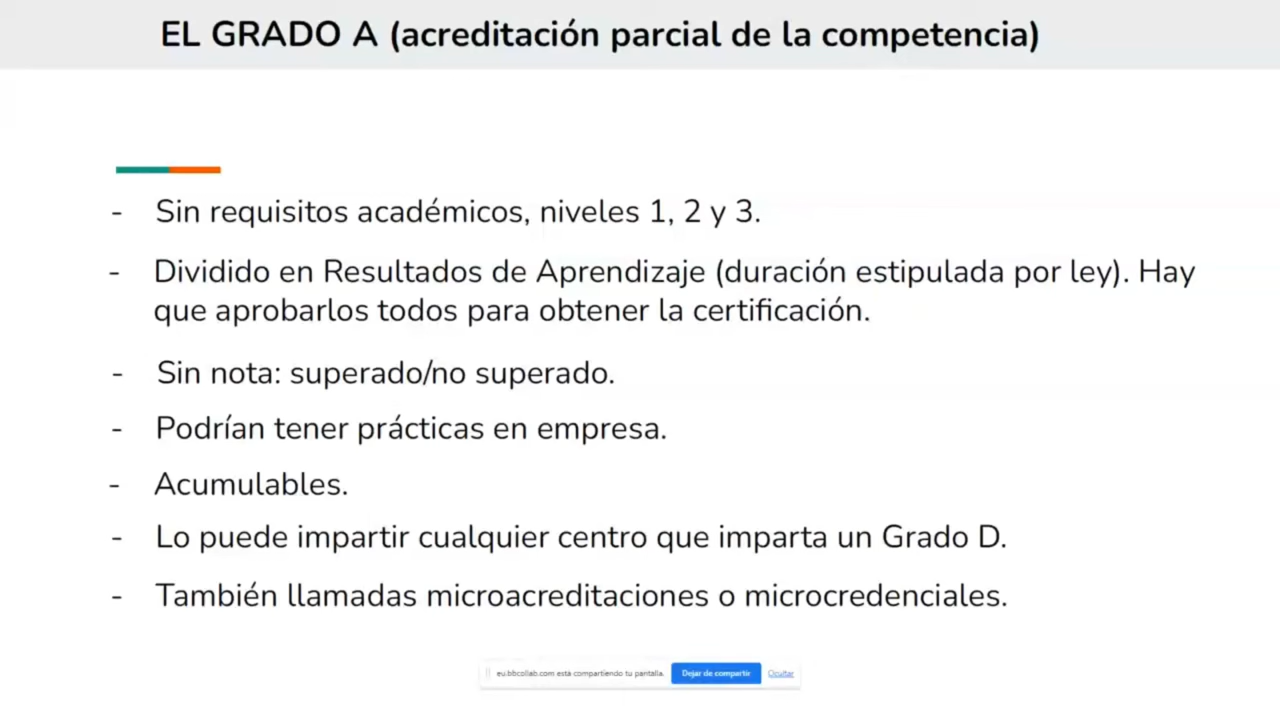 EL GRADO A (acreditación parcial de la competencia)
- Sin requisitos académicos, niveles 1, 2 y 3.
- Dividido en Resultados de Aprendizaje (duración estipulada por ley). Hay
que aprobarlos todos para obtener la certificación.
- Sin nota: superado/no superado.
- Podrían tener prácticas en empresa.
- Acumulables.
- Lo puede impartir cualquier centro que imparta un Grado D.
- También llamadas microacreditaciones o microcredenciales.
eu.bbcollab.com está compartiendo tu pantalla. Dejar de compartir Ocultar